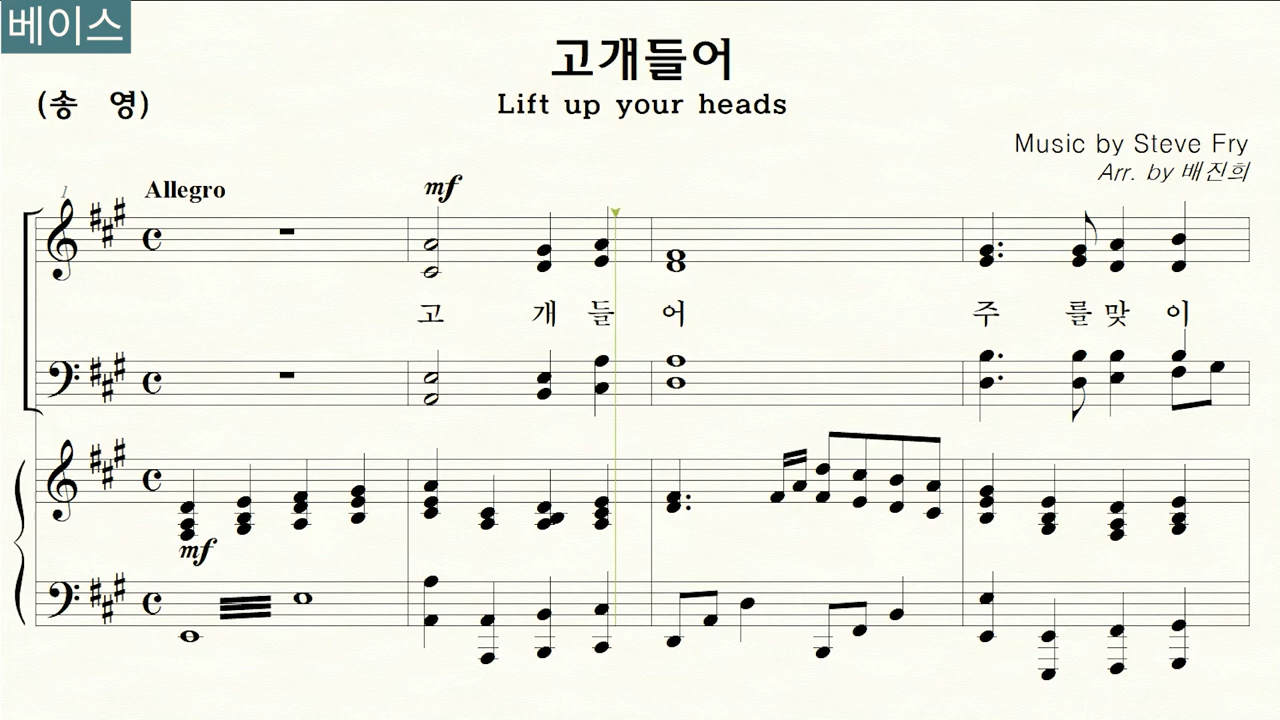 베이스
고개들어
(송 영)
Lift up your heads
Music by Steve Fry
Arr. by 배진희
1
Allegro
mf
고 개 들 어 주 를 맞 이
mf